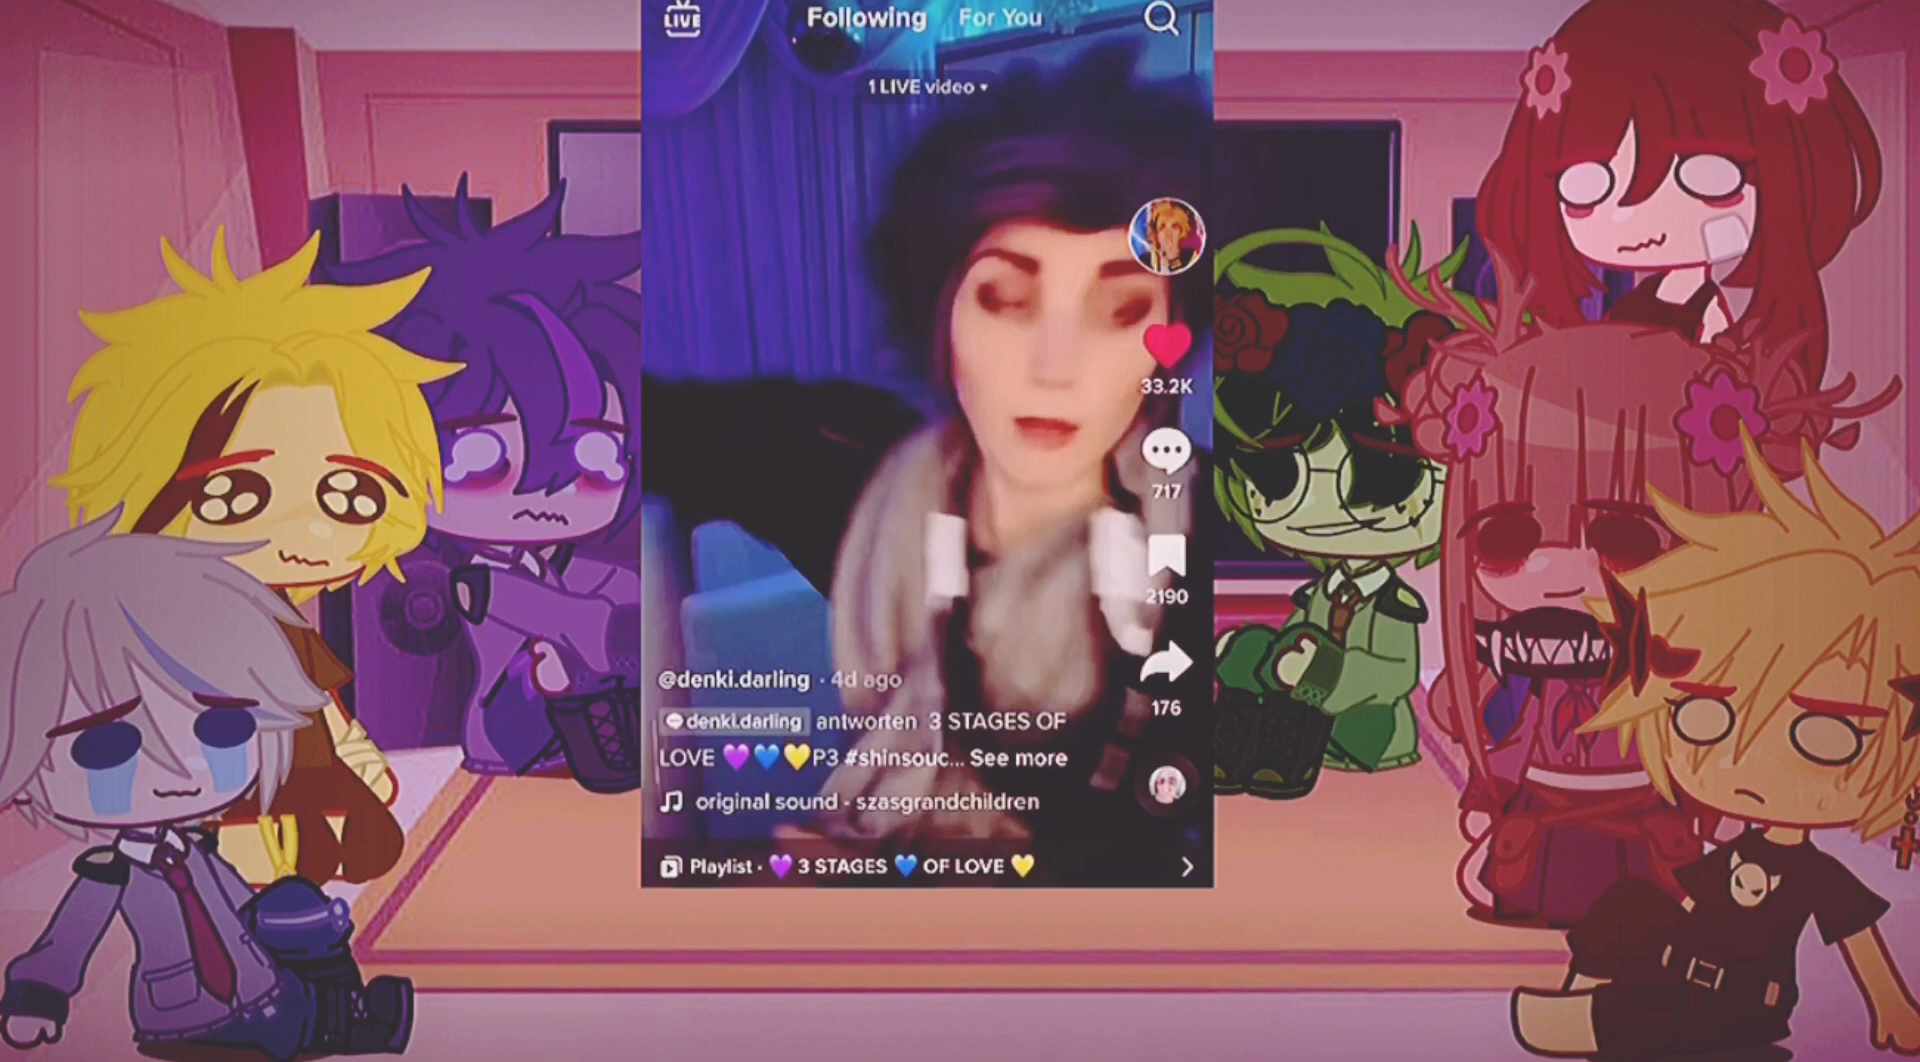 LIVE
Following For You
1 LIVE video
33.2K
717
2190
176
@denki.darling · 4d ago
denki.darling antworten 3 STAGES OF
LOVE 💜💙💛P3 #shinsouc... See more
original sound - szasgrandchildren
Playlist · 💜 3 STAGES 💙 OF LOVE 💛